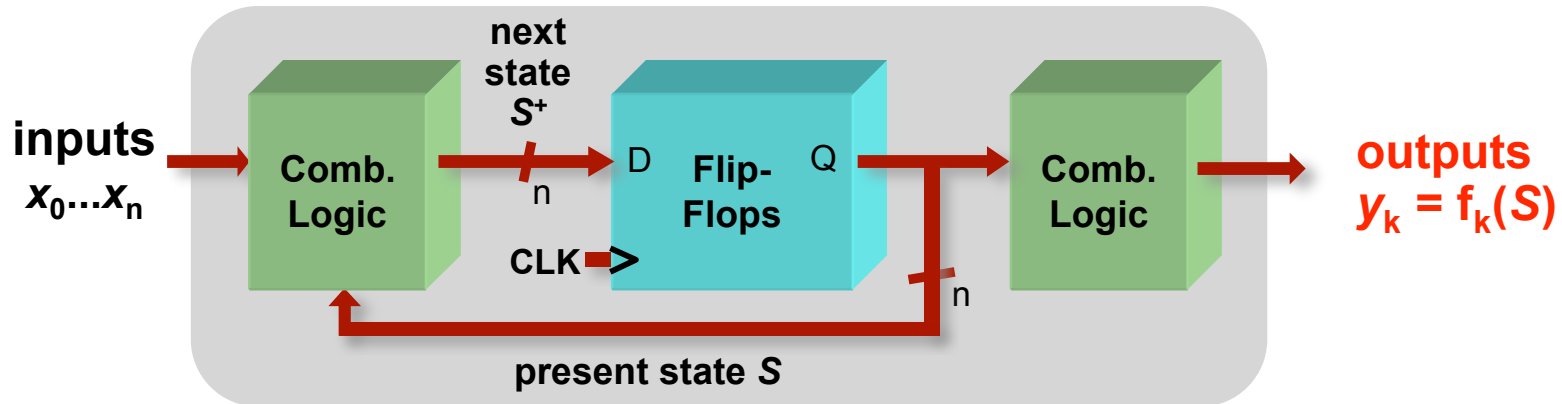 inputs
x₀...xₙ
Comb.
Logic
next
state
S⁺
n
D
Flip-
Flops
Q
CLK
n
present state S
Comb.
Logic
outputs
yₖ = fₖ(S)